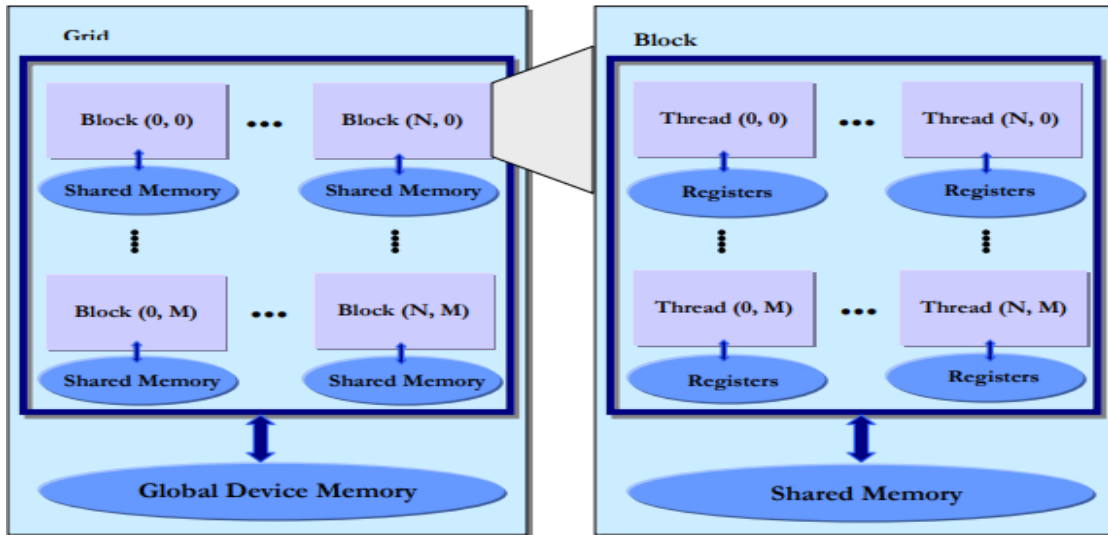 Grid
Block (0, 0)
•••
Block (N, 0)
Shared Memory
Shared Memory
Block (0, M)
•••
Block (N, M)
Shared Memory
Shared Memory
Global Device Memory
Block
Thread (0, 0)
•••
Thread (N, 0)
Registers
Registers
Thread (0, M)
•••
Thread (N, M)
Registers
Registers
Shared Memory